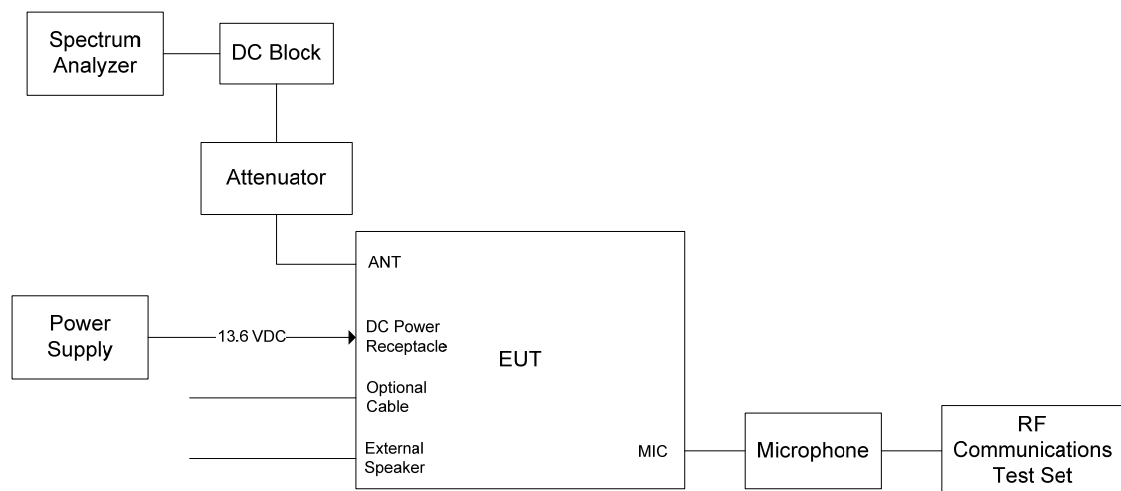 Spectrum
Analyzer
DC Block
Attenuator
ANT
Power
Supply
13.6 VDC
DC Power
Receptacle
EUT
Optional
Cable
External
Speaker
MIC
Microphone
RF
Communications
Test Set